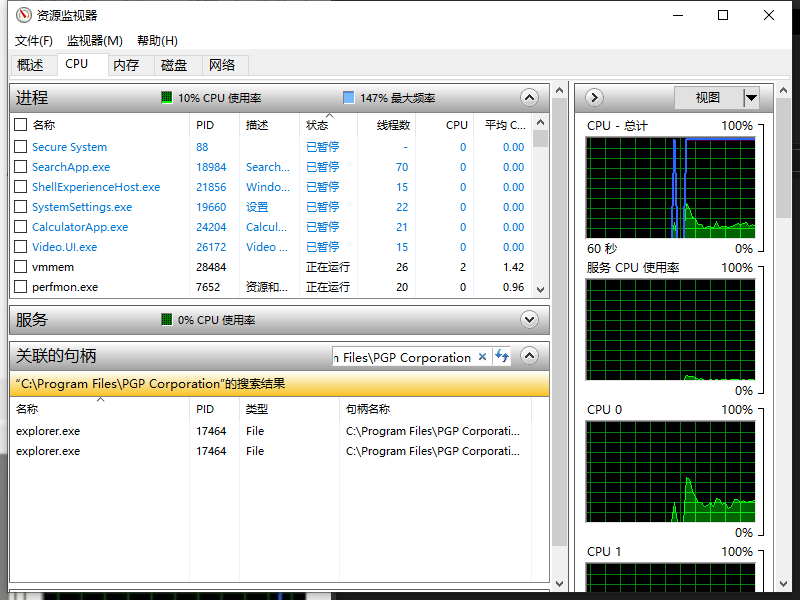 资源监视器
文件(F) 监视器(M) 帮助(H)
概述 CPU 内存 磁盘 网络
进程 10% CPU 使用率 147% 最大频率
名称 PID 描述 状态 线程数 CPU 平均 C...
Secure System 88 已暂停 - 0 0.00
SearchApp.exe 18984 Search... 已暂停 70 0 0.00
ShellExperienceHost.exe 21856 Windo... 已暂停 15 0 0.00
SystemSettings.exe 19660 设置 已暂停 22 0 0.00
CalculatorApp.exe 24204 Calcul... 已暂停 21 0 0.00
Video.UI.exe 26172 Video ... 已暂停 15 0 0.00
vmmem 28484 正在运行 26 2 1.42
perfmon.exe 7652 资源和... 正在运行 20 0 0.96
服务 0% CPU 使用率
关联的句柄 Files\PGP Corporation
"C:\Program Files\PGP Corporation"的搜索结果
名称 PID 类型 句柄名称
explorer.exe 17464 File C:\Program Files\PGP Corporati...
explorer.exe 17464 File C:\Program Files\PGP Corporati...
视图
CPU - 总计 100%
60 秒 0%
服务 CPU 使用率 100%
0%
CPU 0 100%
0%
CPU 1 100%